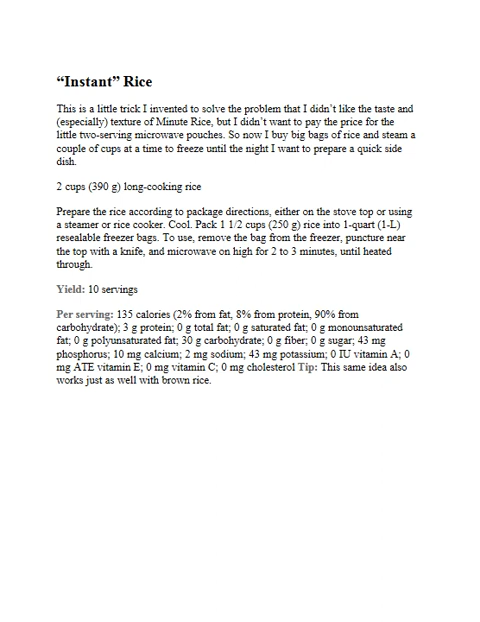 “Instant” Rice
This is a little trick I invented to solve the problem that I didn’t like the taste and
(especially) texture of Minute Rice, but I didn’t want to pay the price for the
little two-serving microwave pouches. So now I buy big bags of rice and steam a
couple of cups at a time to freeze until the night I want to prepare a quick side
dish.
2 cups (390 g) long-cooking rice
Prepare the rice according to package directions, either on the stove top or using
a steamer or rice cooker. Cool. Pack 1 1/2 cups (250 g) rice into 1-quart (1-L)
resealable freezer bags. To use, remove the bag from the freezer, puncture near
the top with a knife, and microwave on high for 2 to 3 minutes, until heated
through.
Yield: 10 servings
Per serving: 135 calories (2% from fat, 8% from protein, 90% from
carbohydrate); 3 g protein; 0 g total fat; 0 g saturated fat; 0 g monounsaturated
fat; 0 g polyunsaturated fat; 30 g carbohydrate; 0 g fiber; 0 g sugar; 43 mg
phosphorus; 10 mg calcium; 2 mg sodium; 43 mg potassium; 0 IU vitamin A; 0
mg ATE vitamin E; 0 mg vitamin C; 0 mg cholesterol Tip: This same idea also
works just as well with brown rice.